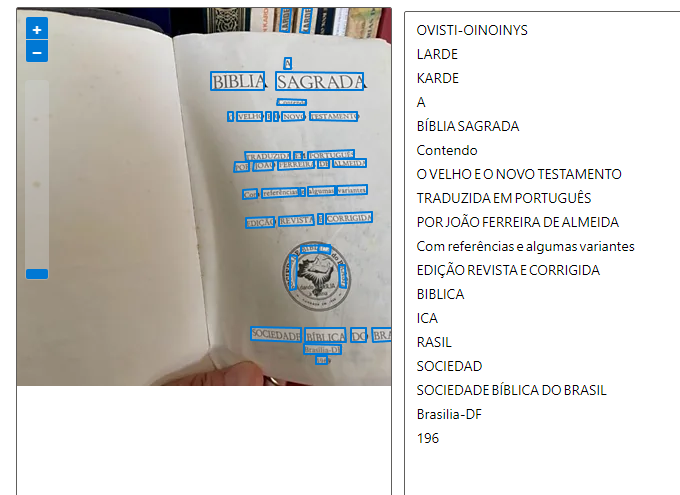 A
BIBLIA SAGRADA
Contendo
O VELHO E O NOVO TESTAMENTO
TRADUZIDA EM PORTUGUÊS
POR JOÃO FERREIRA DE ALMEIDA
Com referências e algumas variantes
EDIÇÃO REVISTA E CORRIGIDA
SOCIEDADE BÍBLICA DO BRA
Brasília-DF
OVISTI-OINOINYS
LARDE
KARDE
A
BÍBLIA SAGRADA
Contendo
O VELHO E O NOVO TESTAMENTO
TRADUZIDA EM PORTUGUÊS
POR JOÃO FERREIRA DE ALMEIDA
Com referências e algumas variantes
EDIÇÃO REVISTA E CORRIGIDA
BIBLICA
ICA
RASIL
SOCIEDAD
SOCIEDADE BÍBLICA DO BRASIL
Brasilia-DF
196